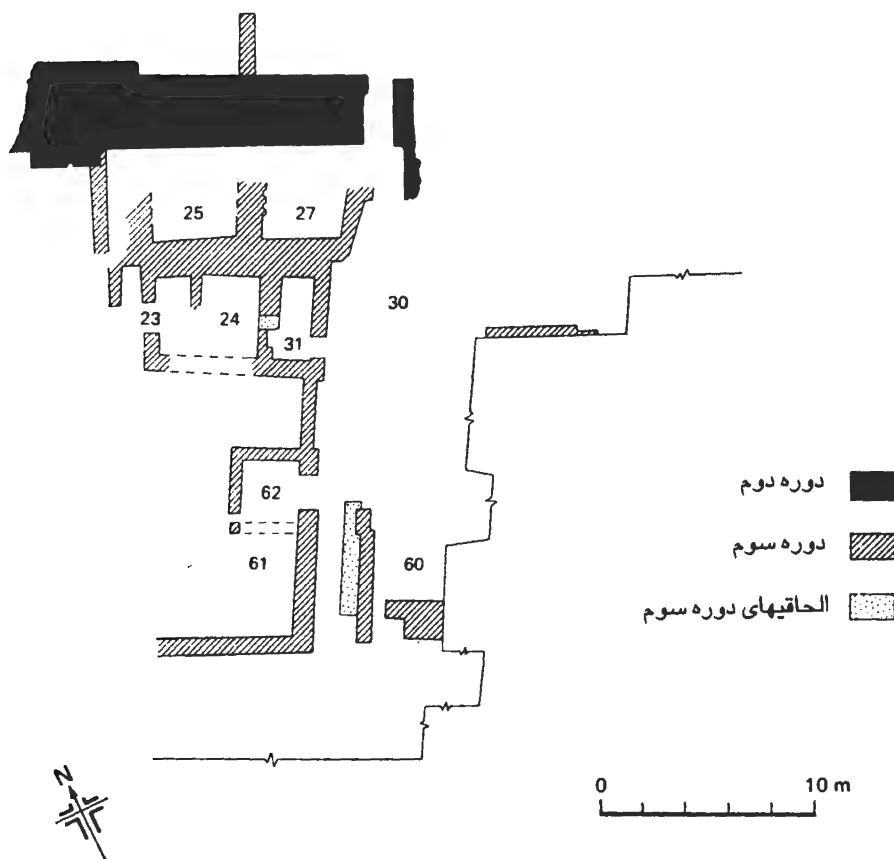 25 27
23 24 30
31
62
61 60
دوره دوم
دوره سوم
الحاقیهای دوره سوم
N
0 10 m